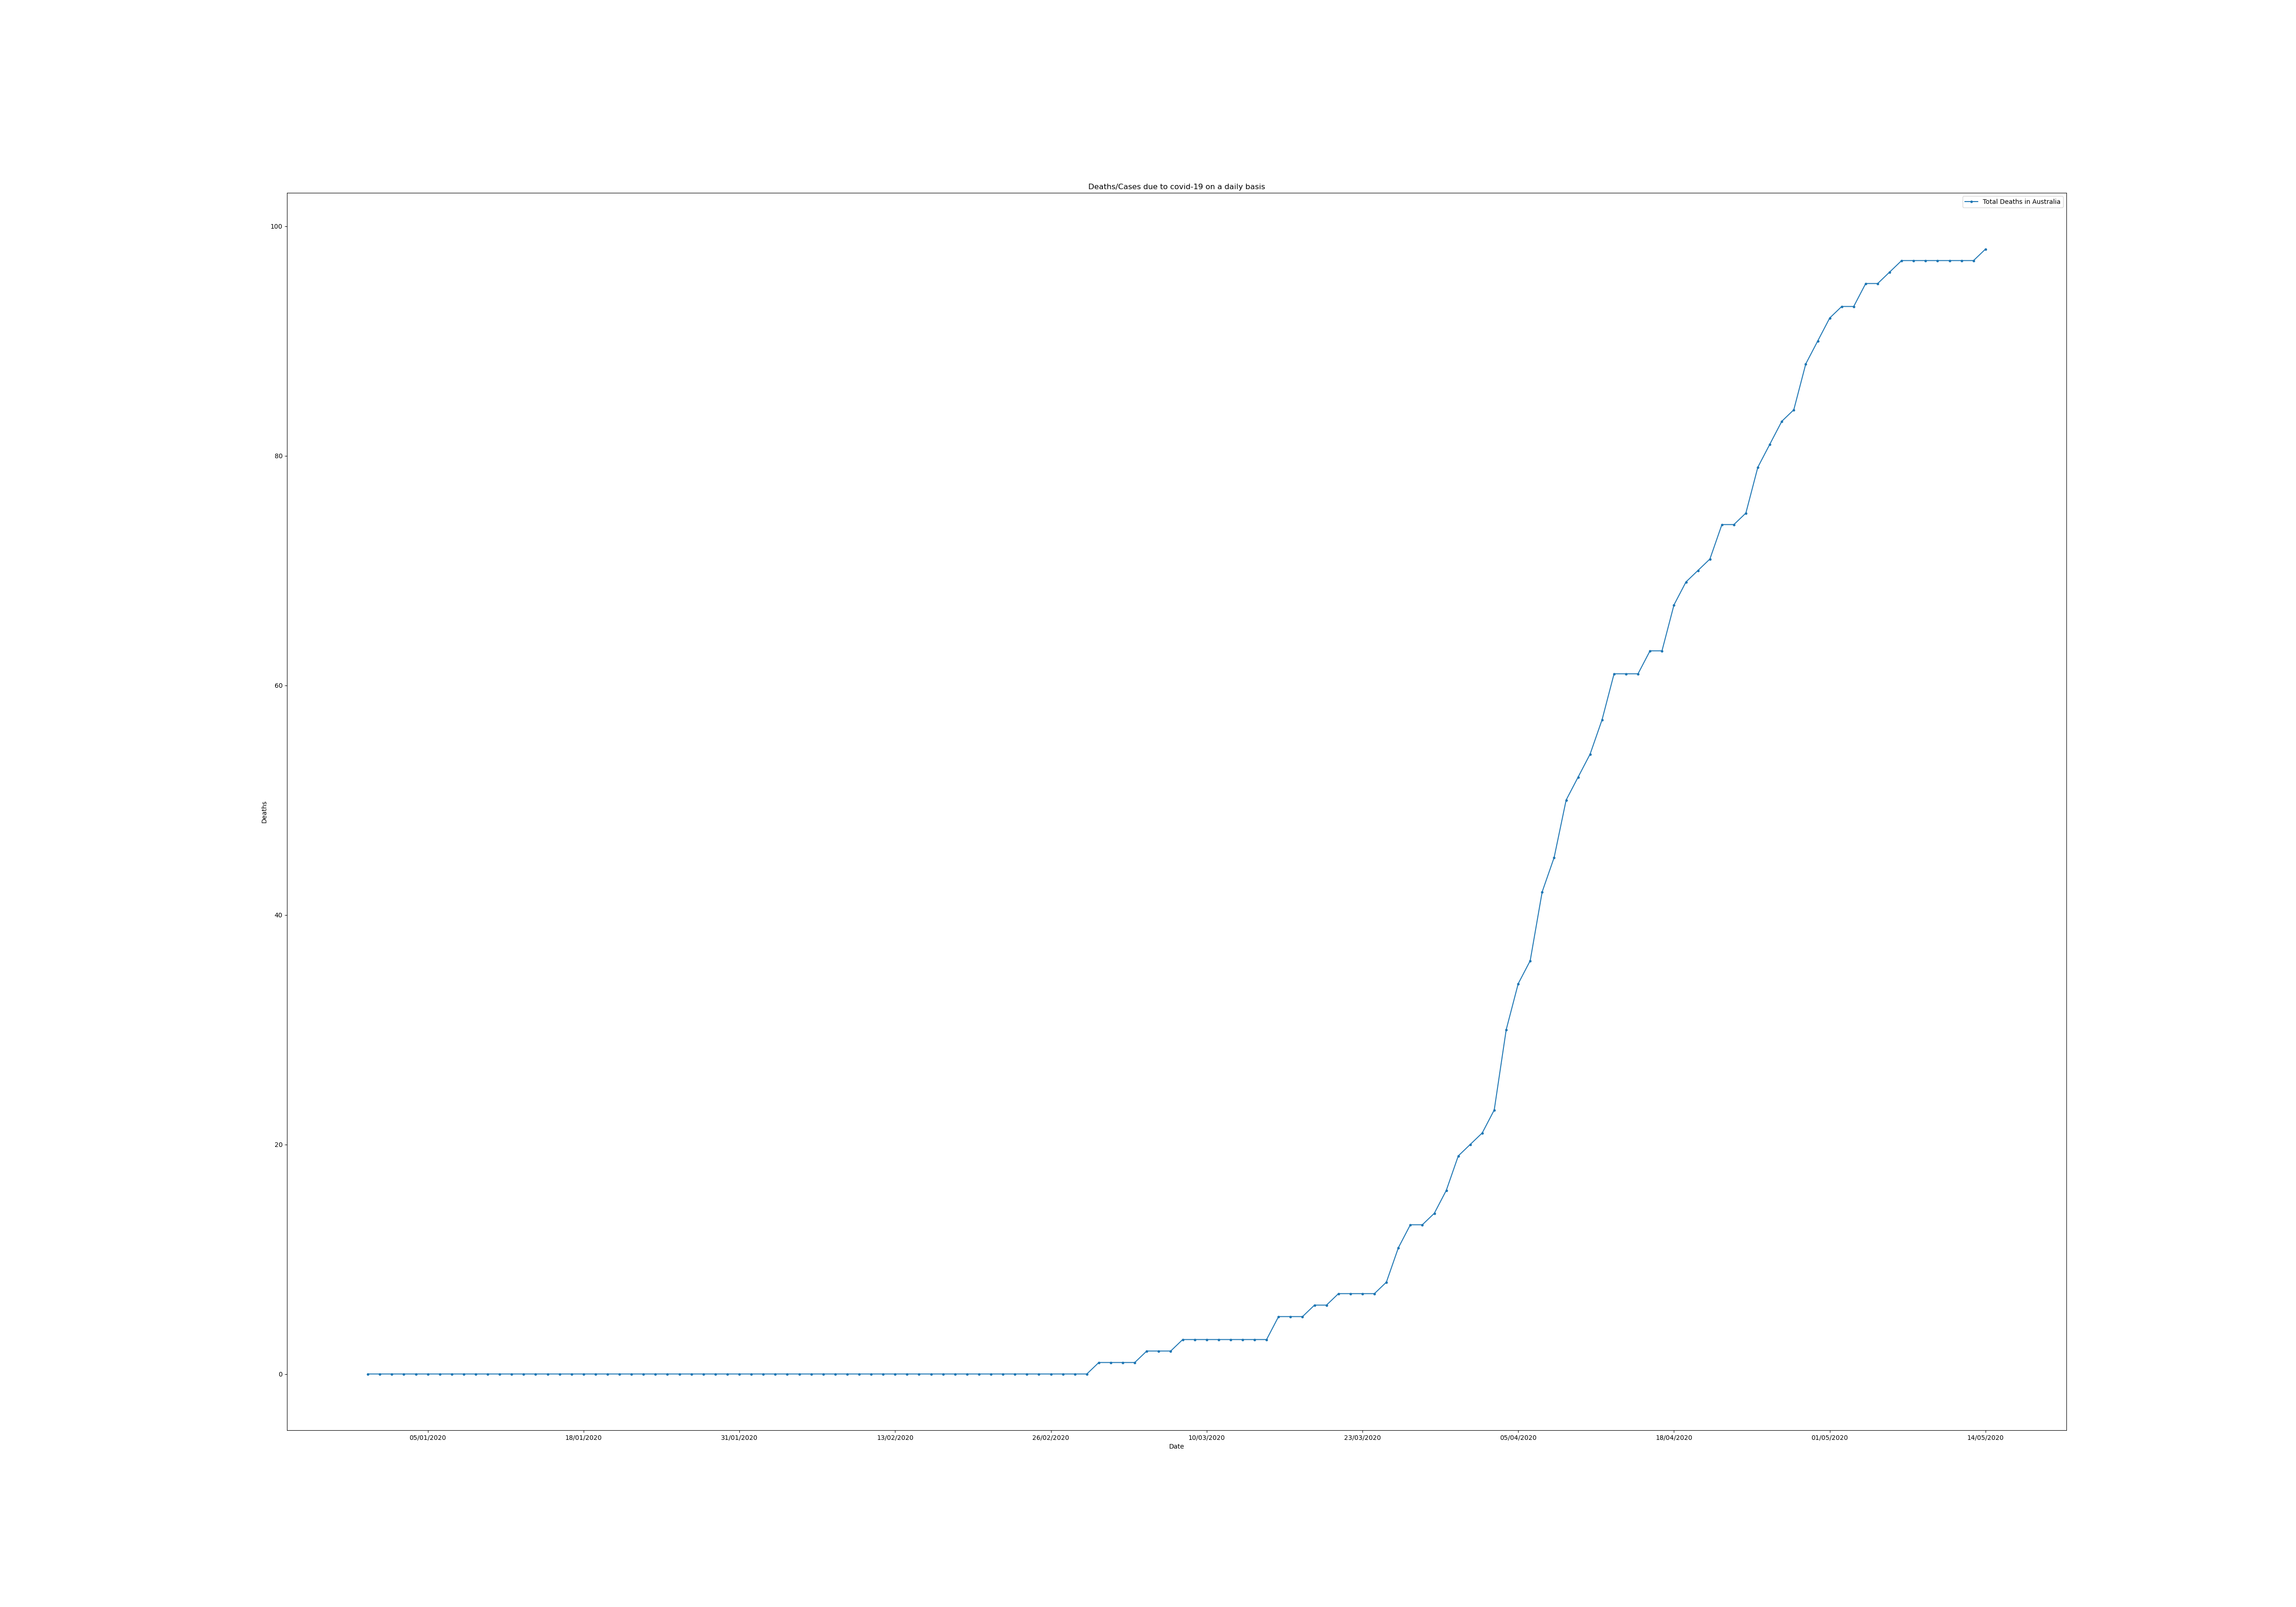 Deaths/Cases due to covid-19 on a daily basis
Total Deaths in Australia
100
80
60
40
20
0
Deaths
05/01/2020 18/01/2020 31/01/2020 13/02/2020 26/02/2020 10/03/2020 23/03/2020 05/04/2020 18/04/2020 01/05/2020 14/05/2020
Date